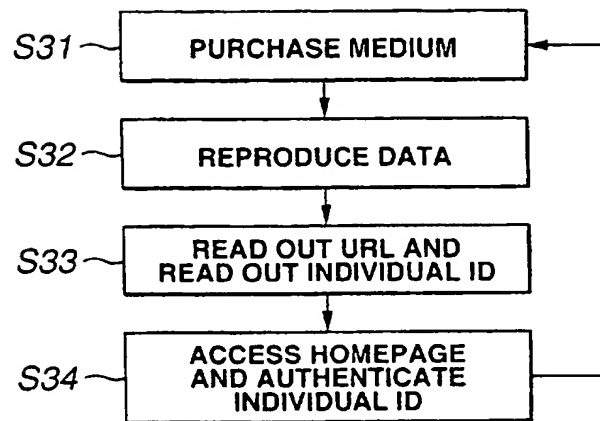 S31
PURCHASE MEDIUM
S32
REPRODUCE DATA
S33
READ OUT URL AND
READ OUT INDIVIDUAL ID
S34
ACCESS HOMEPAGE
AND AUTHENTICATE
INDIVIDUAL ID